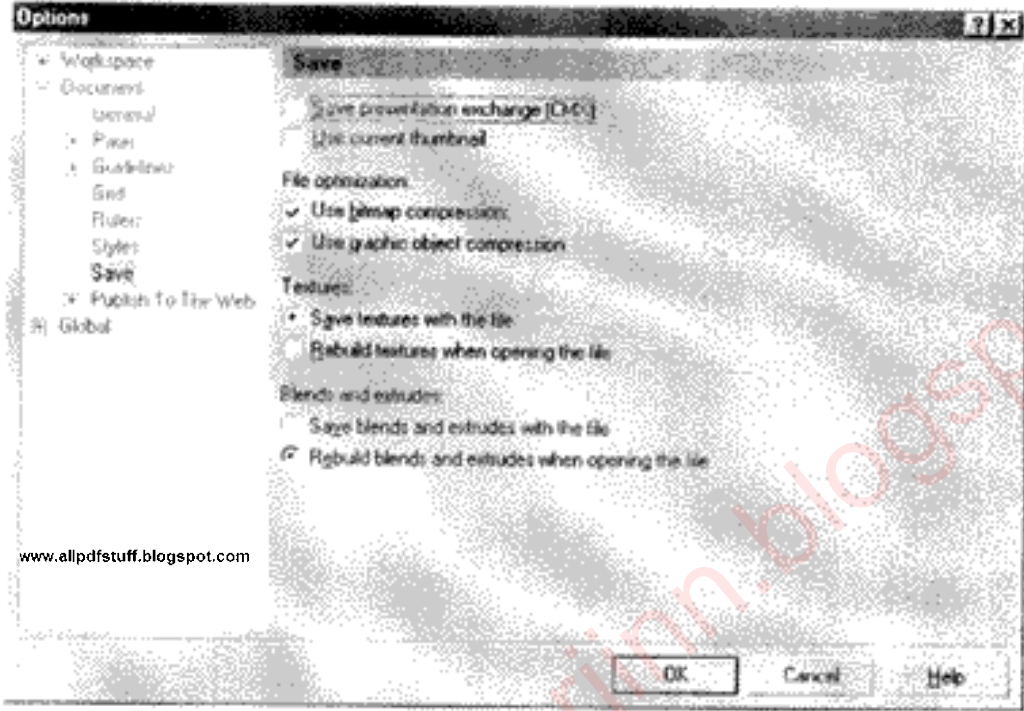 Options
Workspace
Document
General
Page
Guidelines
Grid
Rulers
Styles
Save
Publish To The Web
Global
Save
Save presentation exchange (CMX)
Use current thumbnail
File optimization:
Use bitmap compression
Use graphic object compression
Textures:
Save textures with the file
Rebuild textures when opening the file
Blends and extrudes:
Save blends and extrudes with the file
Rebuild blends and extrudes when opening the file
www.allpdfstuff.blogspot.com
OK
Cancel
Help